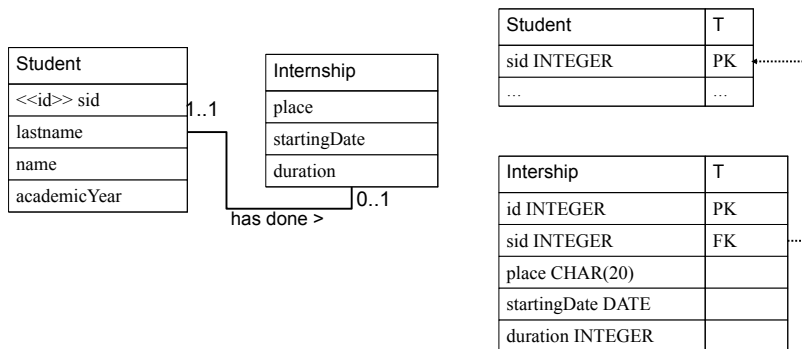 Student
<<id>> sid
lastname
name
academicYear
1..1
has done >
0..1
Internship
place
startingDate
duration
Student T
sid INTEGER PK
... ...
Intership T
id INTEGER PK
sid INTEGER FK
place CHAR(20)
startingDate DATE
duration INTEGER